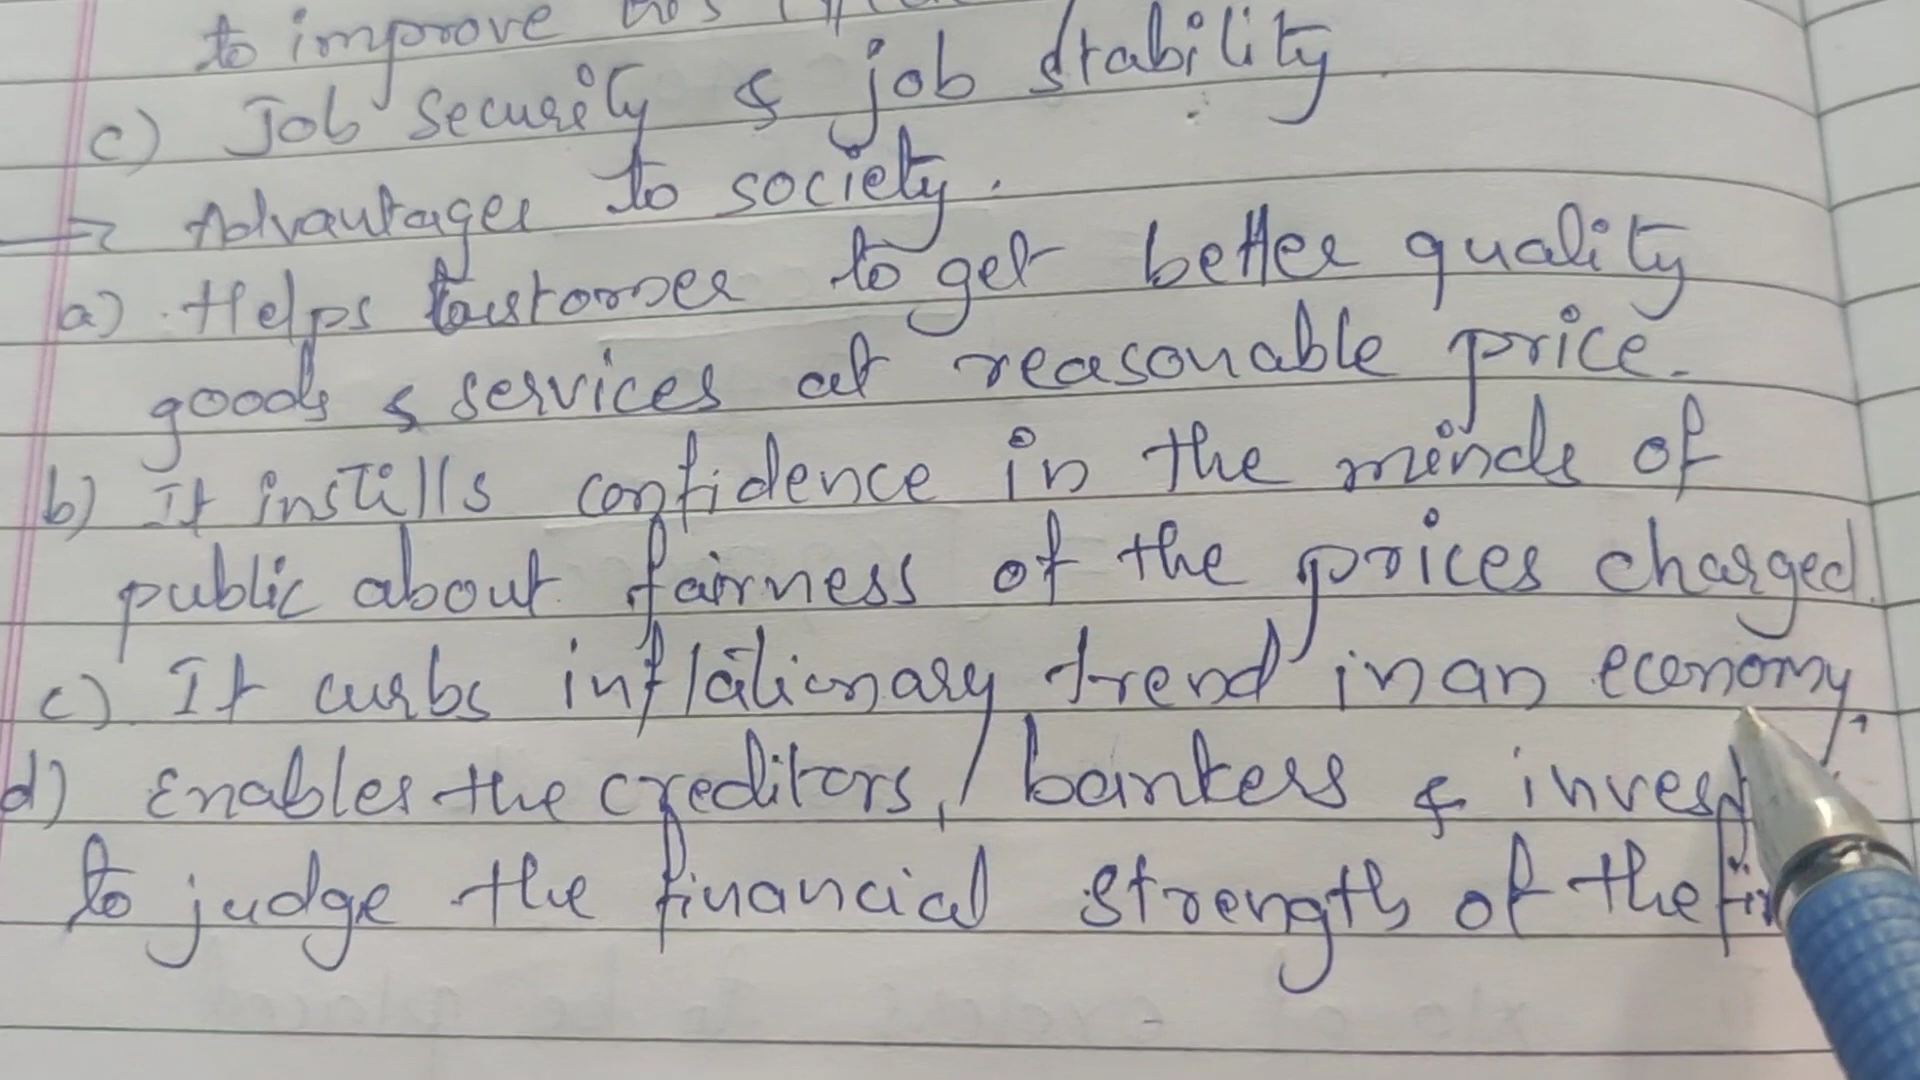 to improve his
c) Job security & job stability
→ Advantages to society.
a) Helps customer to get better quality
goods & services at reasonable price.
b) It instills confidence in the minds of
public about fairness of the prices charged.
c) It curbs inflationary trend in an economy.
d) Enables the creditors, bankers & inves
to judge the financial strength of the fir